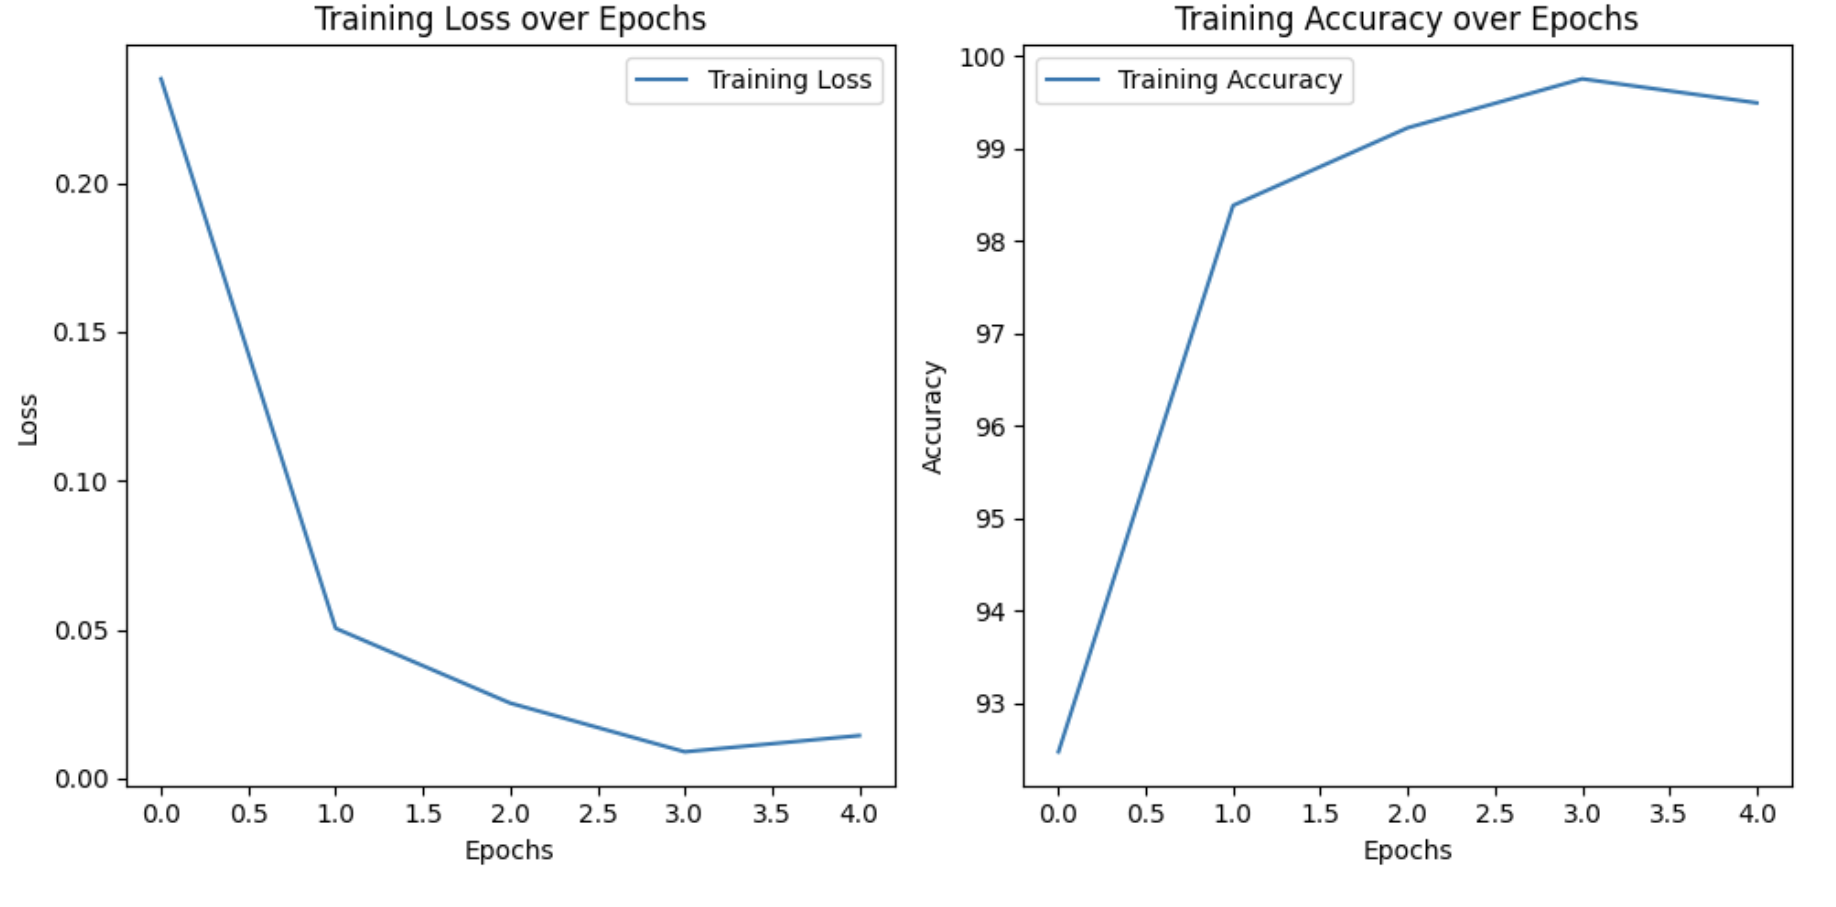 Training Loss over Epochs
Training Loss
0.20
0.15
0.10
0.05
0.00
Loss
0.0 0.5 1.0 1.5 2.0 2.5 3.0 3.5 4.0
Epochs
Training Accuracy over Epochs
Training Accuracy
100
99
98
97
96
95
94
93
Accuracy
0.0 0.5 1.0 1.5 2.0 2.5 3.0 3.5 4.0
Epochs